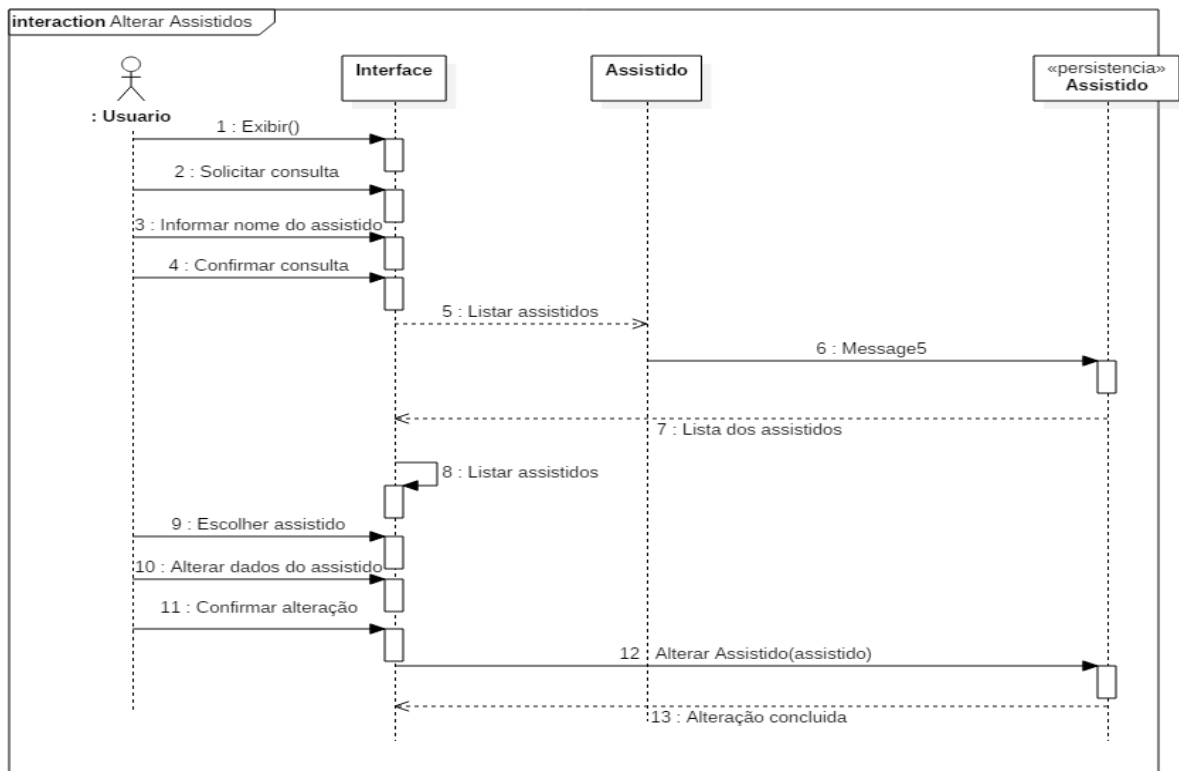 interaction Alterar Assistidos
Interface
Assistido
«persistencia»
Assistido
: Usuario
1 : Exibir()
2 : Solicitar consulta
3 : Informar nome do assistido
4 : Confirmar consulta
5 : Listar assistidos
6 : Message5
7 : Lista dos assistidos
8 : Listar assistidos
9 : Escolher assistido
10 : Alterar dados do assistido
11 : Confirmar alteração
12 : Alterar Assistido(assistido)
13 : Alteração concluida